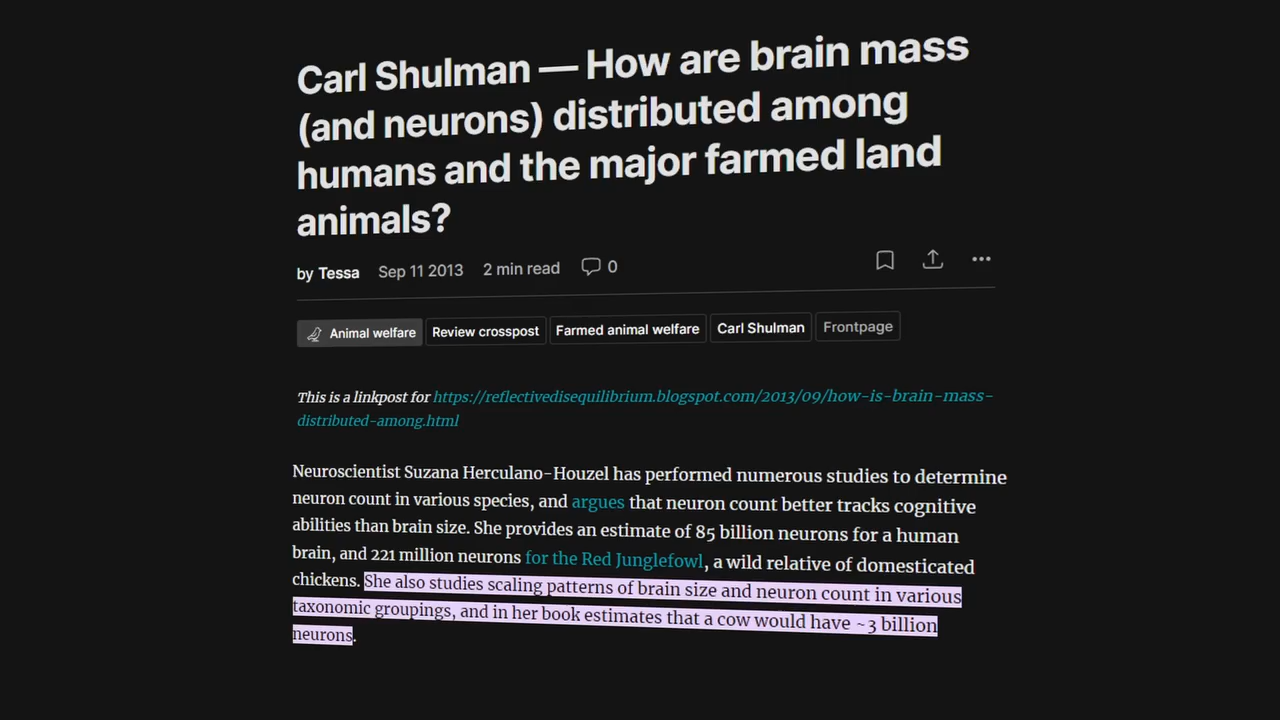 Carl Shulman — How are brain mass
(and neurons) distributed among
humans and the major farmed land
animals?
by Tessa Sep 11 2013 2 min read 0
Animal welfare Review crosspost Farmed animal welfare Carl Shulman Frontpage
This is a linkpost for https://reflectivedisequilibrium.blogspot.com/2013/09/how-is-brain-mass-
distributed-among.html
Neuroscientist Suzana Herculano-Houzel has performed numerous studies to determine
neuron count in various species, and argues that neuron count better tracks cognitive
abilities than brain size. She provides an estimate of 85 billion neurons for a human
brain, and 221 million neurons for the Red Junglefowl, a wild relative of domesticated
chickens. She also studies scaling patterns of brain size and neuron count in various
taxonomic groupings, and in her book estimates that a cow would have ~3 billion
neurons.